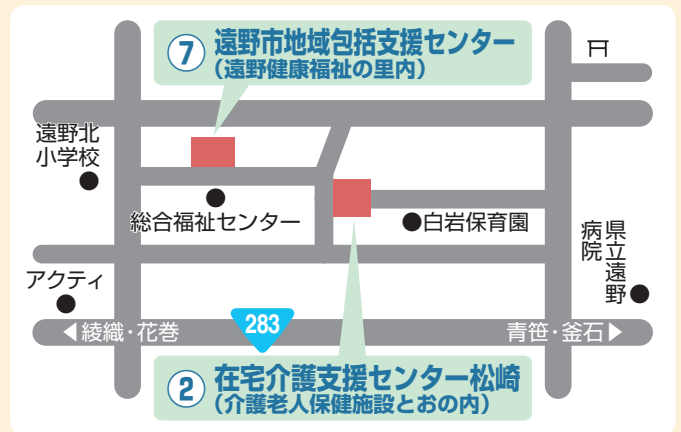 ⑦ 遠野市地域包括支援センター
（遠野健康福祉の里内）
遠野北
小学校
総合福祉センター
白岩保育園
県立遠野
病院
アクティ
◀綾織・花巻
283
青笹・釜石▶
② 在宅介護支援センター松崎
（介護老人保健施設とおの内）